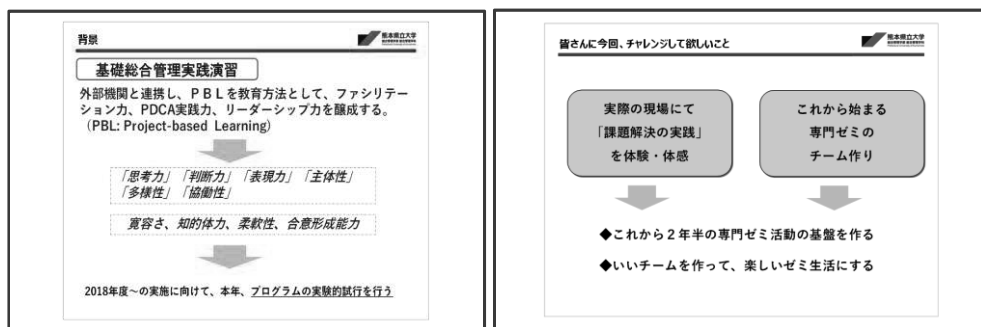 背景
熊本県立大学
基礎総合管理実践演習
外部機関と連携し、PBLを教育方法として、ファシリテー
ション力、PDCA実践力、リーダーシップ力を醸成する。
（PBL: Project-based Learning）
「思考力」「判断力」「表現力」「主体性」
「多様性」「協働性」
寛容さ、知的体力、柔軟性、合意形成能力
2018年度～の実施に向けて、本年、プログラムの実験的試行を行う
皆さんに今回、チャレンジして欲しいこと
熊本県立大学
実際の現場にて
「課題解決の実践」
を体験・体感
これから始まる
専門ゼミの
チーム作り
◆これから２年半の専門ゼミ活動の基盤を作る
◆いいチームを作って、楽しいゼミ生活にする